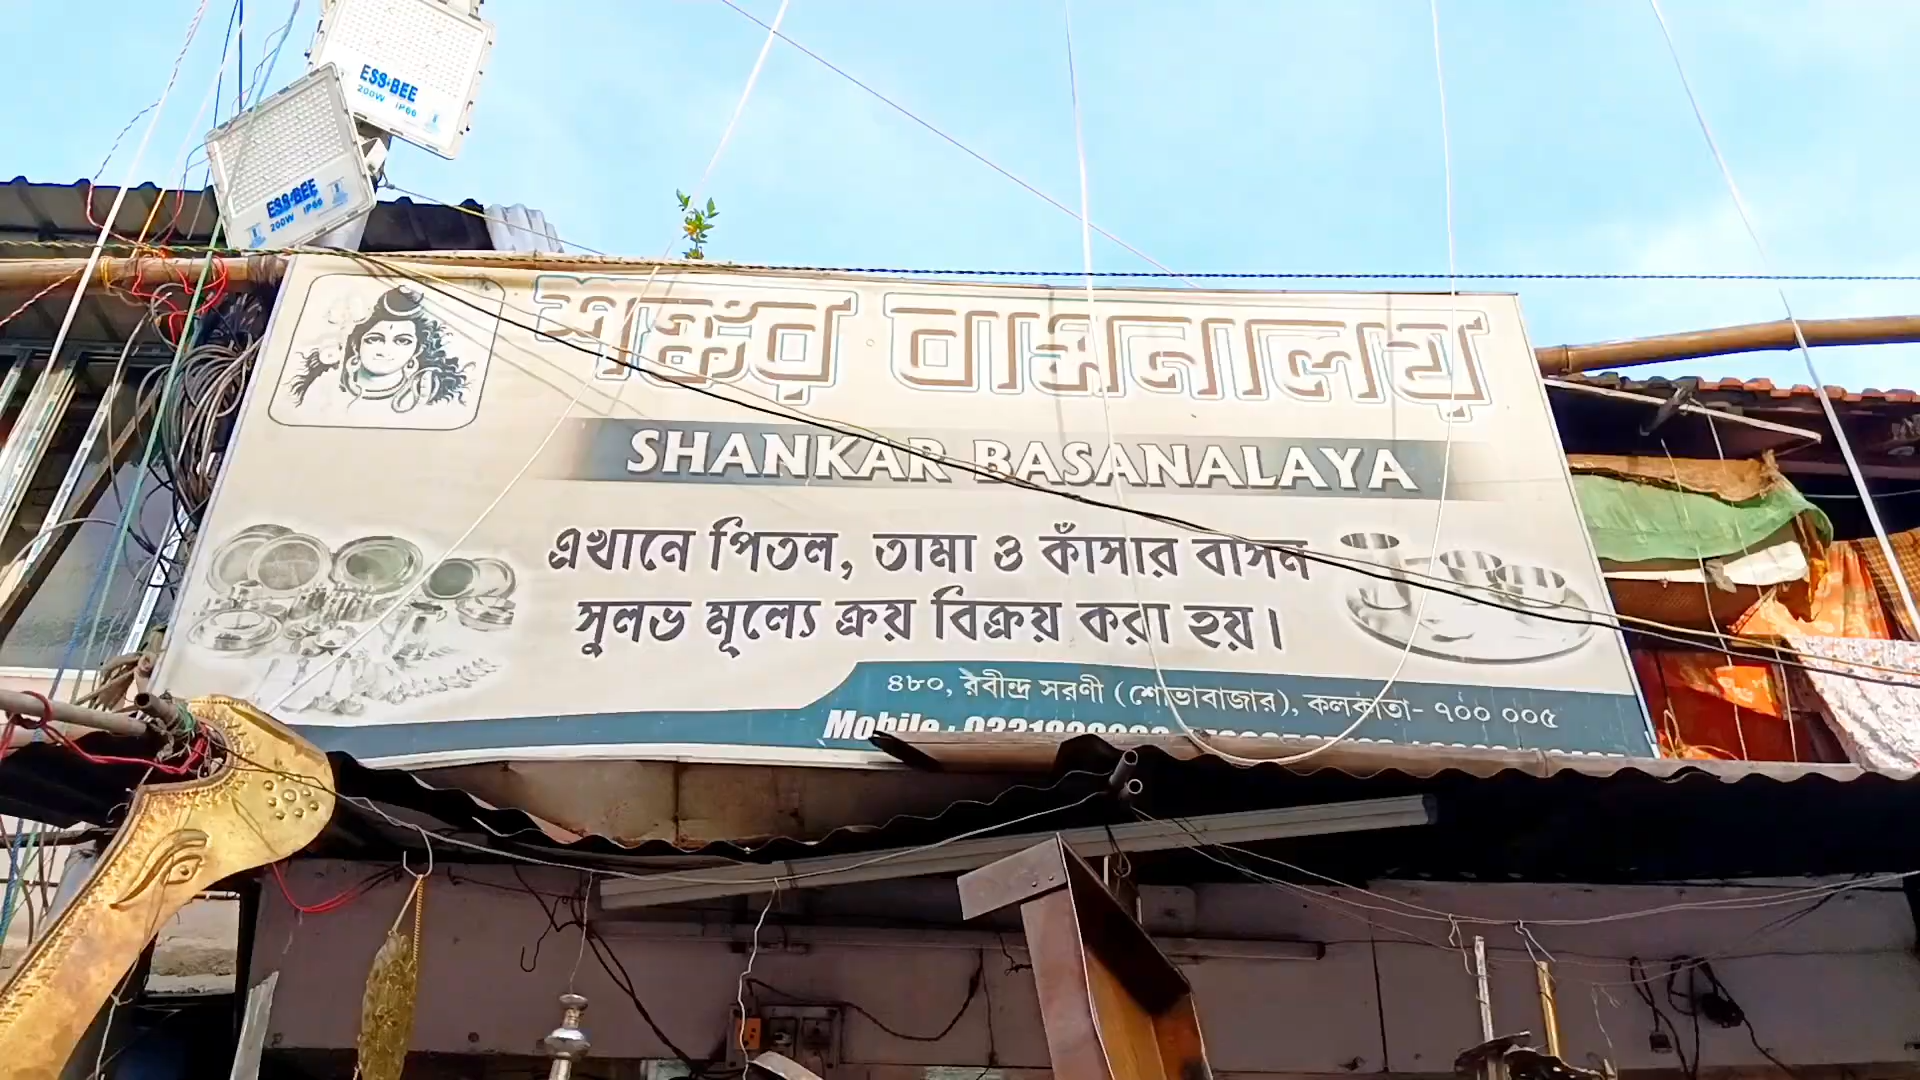 ESS-BEE
200W IP66
ESS-BEE
200W IP66
শঙ্কর বাসনালয়
SHANKAR BASANALAYA
এখানে পিতল, তামা ও কাঁসার বাসন
সুলভ মূল্যে ক্রয় বিক্রয় করা হয়।
৪৮০, রবীন্দ্র সরণী (শোভাবাজার), কলকাতা- ৭০০ ০০৫
Mobile :